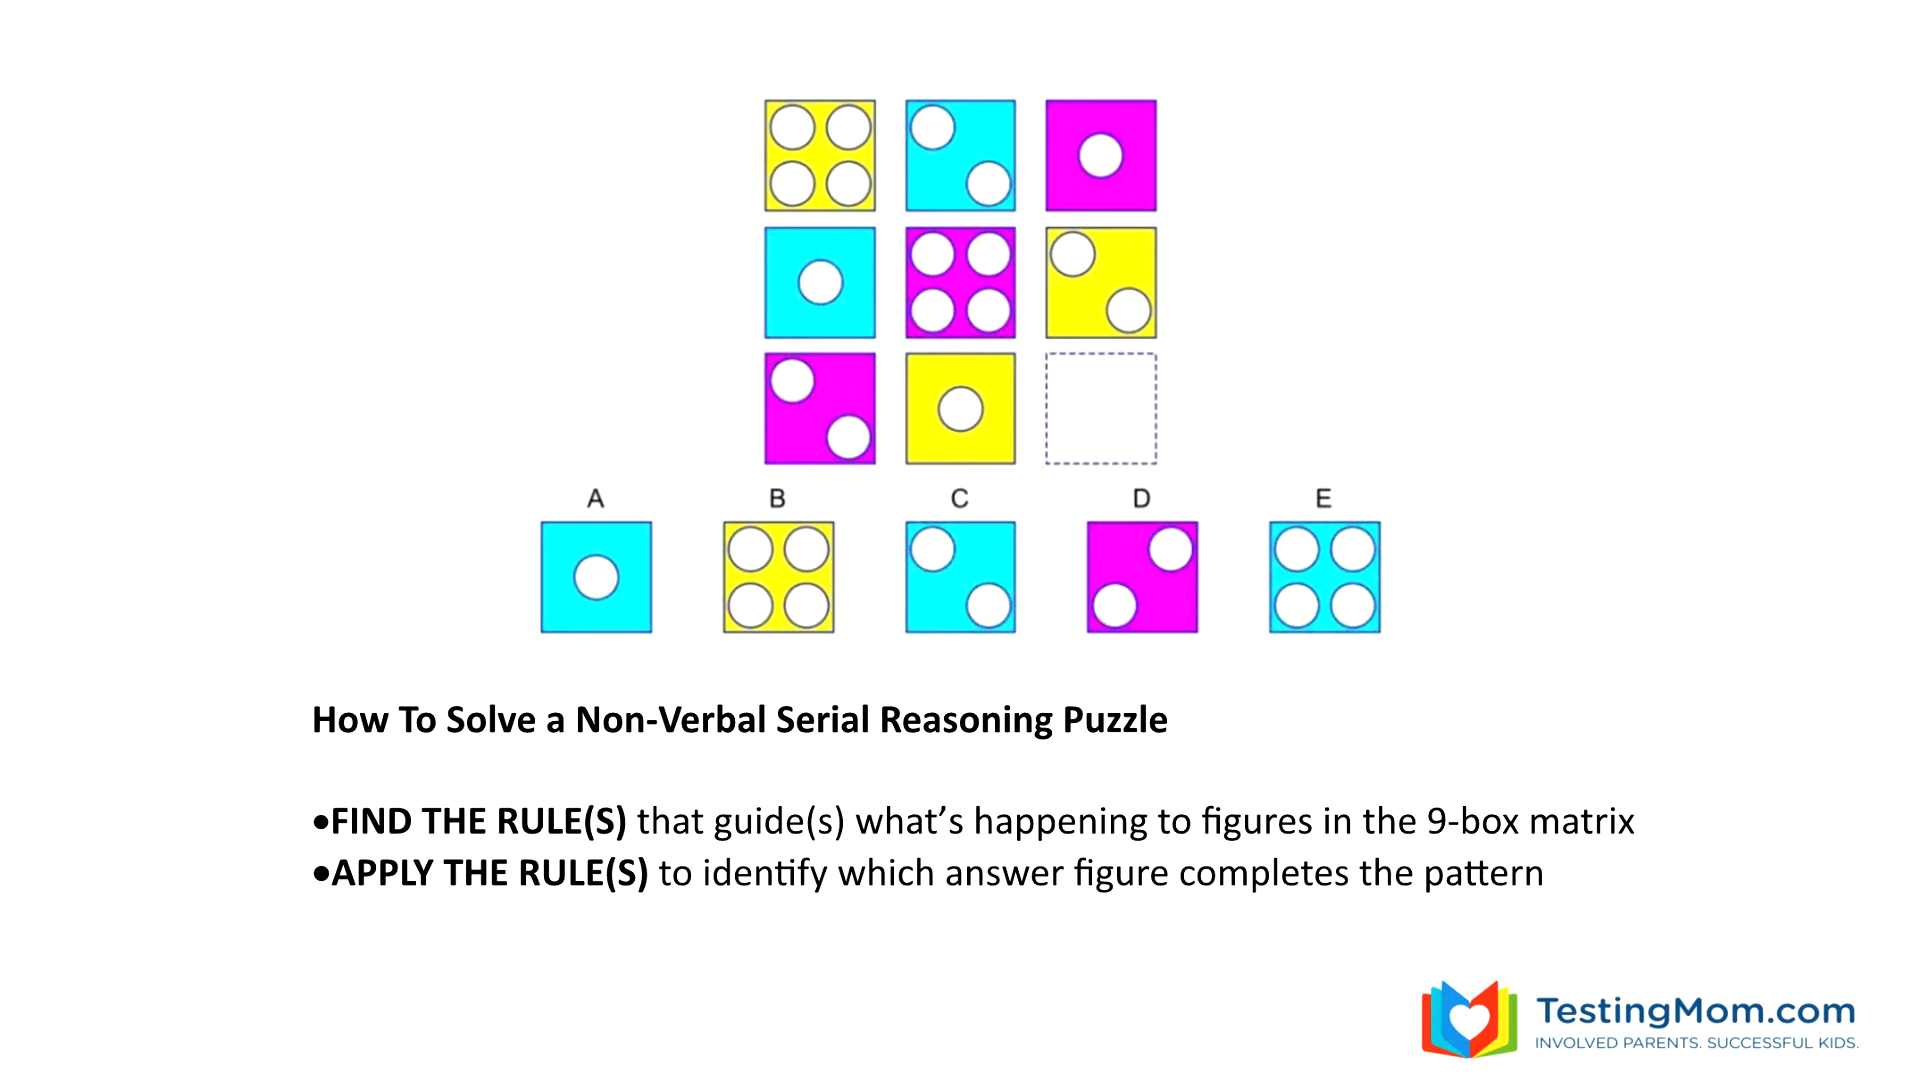 A B C D E
How To Solve a Non-Verbal Serial Reasoning Puzzle
•FIND THE RULE(S) that guide(s) what’s happening to figures in the 9-box matrix
•APPLY THE RULE(S) to identify which answer figure completes the pattern
TestingMom.com
INVOLVED PARENTS. SUCCESSFUL KIDS.